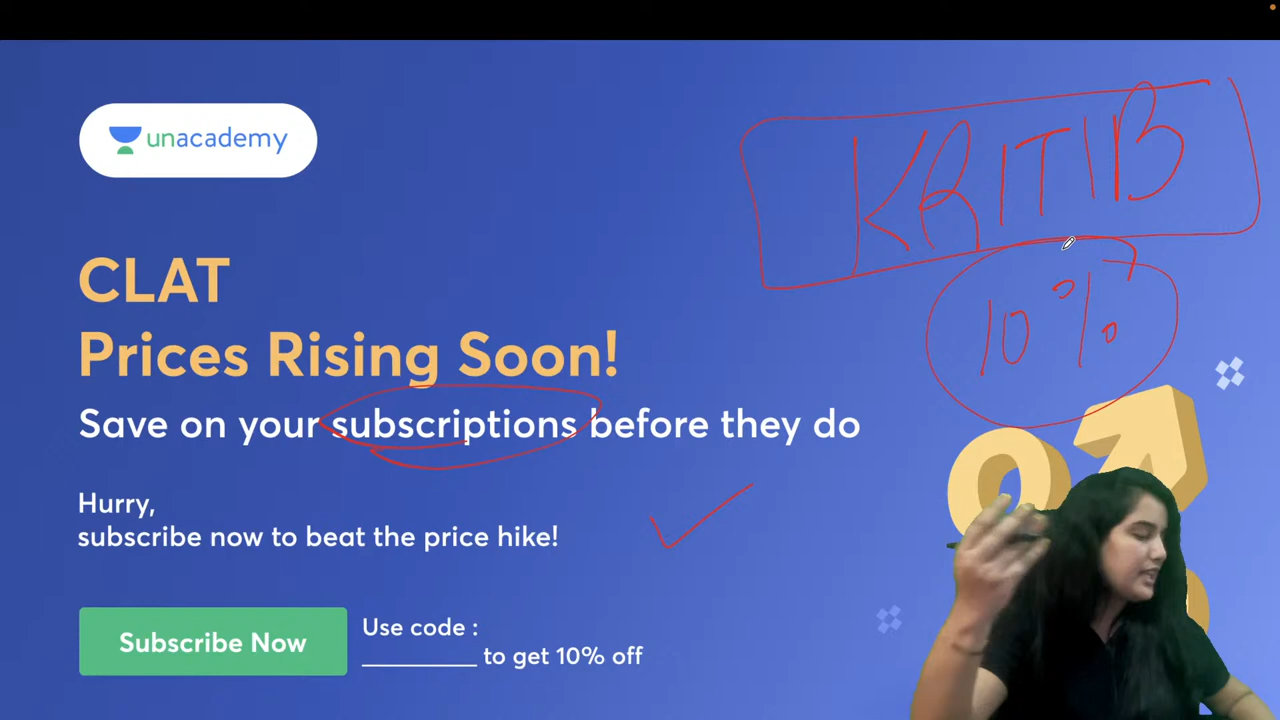 unacademy
KRITIB
10%
CLAT
Prices Rising Soon!
Save on your subscriptions before they do
Hurry,
subscribe now to beat the price hike!
Subscribe Now
Use code :
__________ to get 10% off